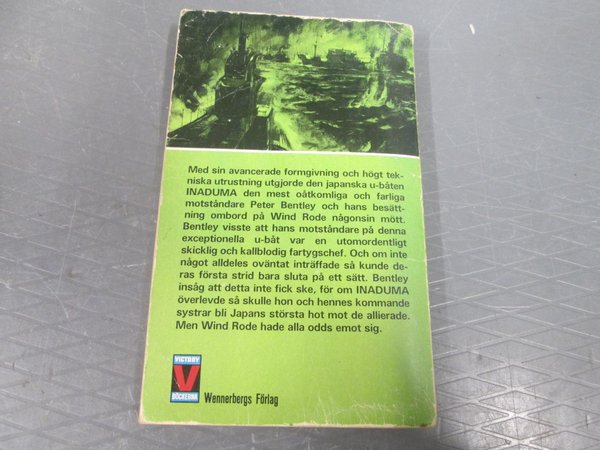 Med sin avancerade formgivning och högt tek-
niska utrustning utgjorde den japanska u-båten
INADUMA den mest oåtkomliga och farliga
motståndare Peter Bentley och hans besätt-
ning ombord på Wind Rode någonsin mött.
Bentley visste att hans motståndare på denna
exceptionella u-båt var en utomordentligt
skicklig och kallblodig fartygschef. Och om inte
något alldeles oväntat inträffade så kunde de-
ras första strid bara sluta på ett sätt. Bentley
insåg att detta inte fick ske, för om INADUMA
överlevde så skulle hon och hennes kommande
systrar bli Japans största hot mot de allierade.
Men Wind Rode hade alla odds emot sig.
VICTORY
V
BÖCKERNA
Wennerbergs Förlag